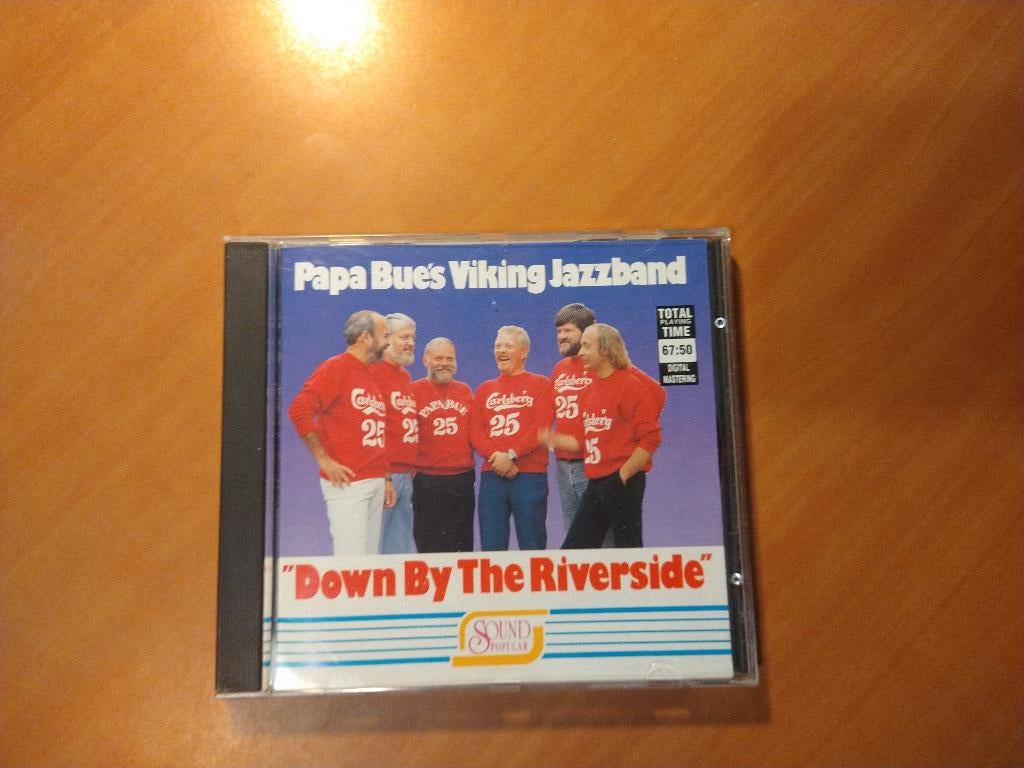 Papa Bue's Viking Jazzband
TOTAL
PLAYING
TIME
67:50
DIGITAL
MASTERING
Carlsberg
25
Carlsberg
25
PAPA BUE
25
Carlsberg
25
Carlsberg
25
lsberg
25
"Down By The Riverside"
SOUND
POPULAR